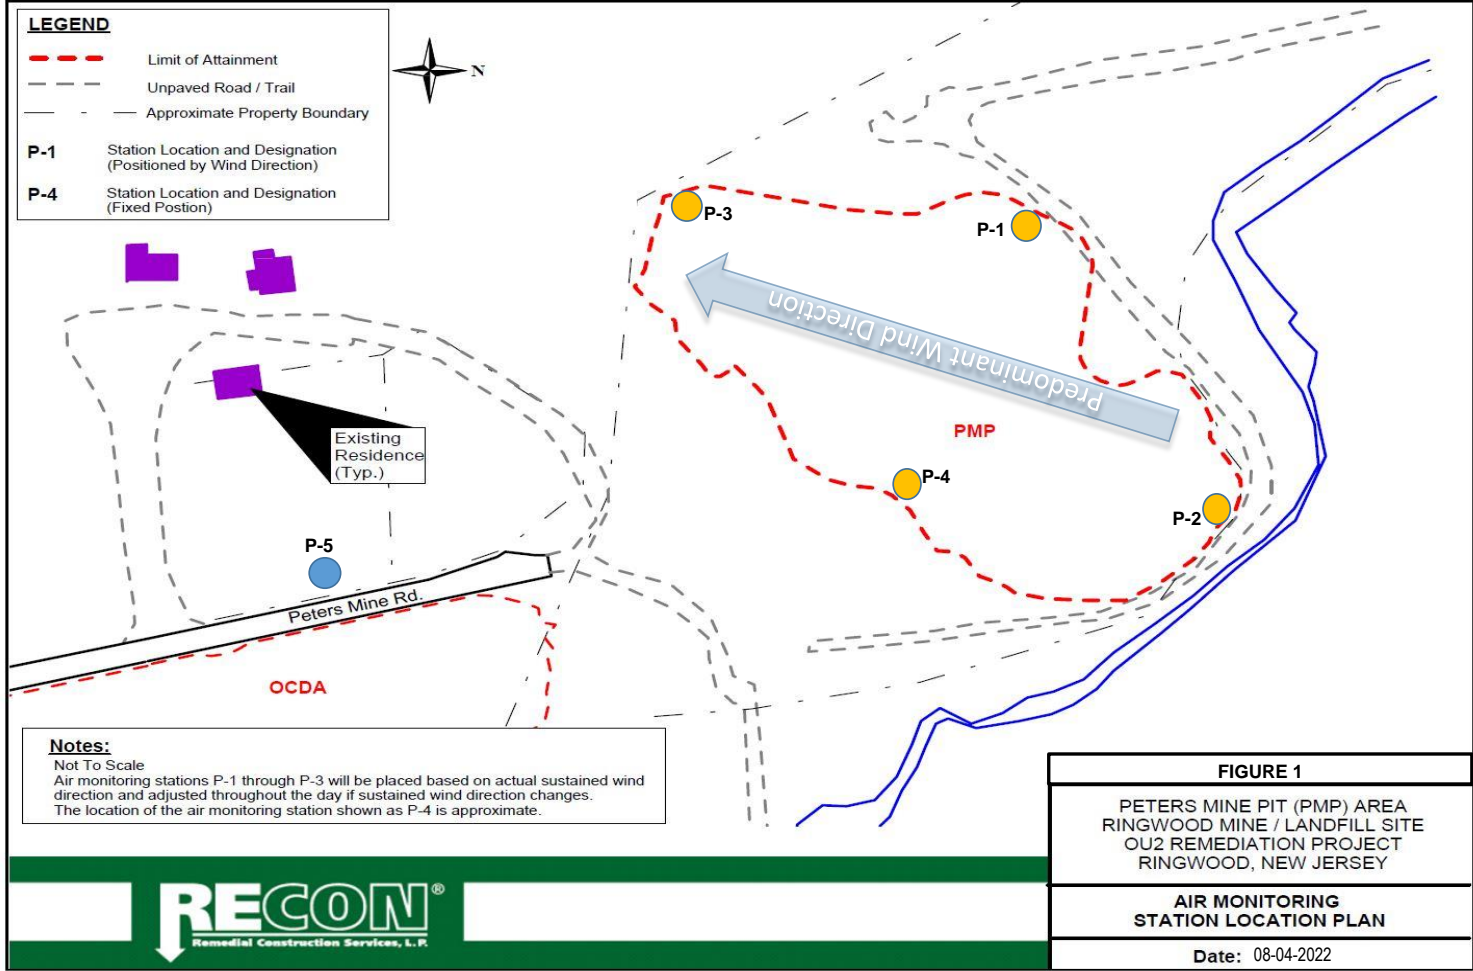 LEGEND
Limit of Attainment
Unpaved Road / Trail
Approximate Property Boundary
P-1 Station Location and Designation
(Positioned by Wind Direction)
P-4 Station Location and Designation
(Fixed Postion)
N
P-3
P-1
Predominant Wind Direction
PMP
P-4
P-2
Existing
Residence
(Typ.)
P-5
Peters Mine Rd.
OCDA
Notes:
Not To Scale
Air monitoring stations P-1 through P-3 will be placed based on actual sustained wind
direction and adjusted throughout the day if sustained wind direction changes.
The location of the air monitoring station shown as P-4 is approximate.
FIGURE 1
PETERS MINE PIT (PMP) AREA
RINGWOOD MINE / LANDFILL SITE
OU2 REMEDIATION PROJECT
RINGWOOD, NEW JERSEY
AIR MONITORING
STATION LOCATION PLAN
Date: 08-04-2022
RECON®
Remedial Construction Services, L.P.